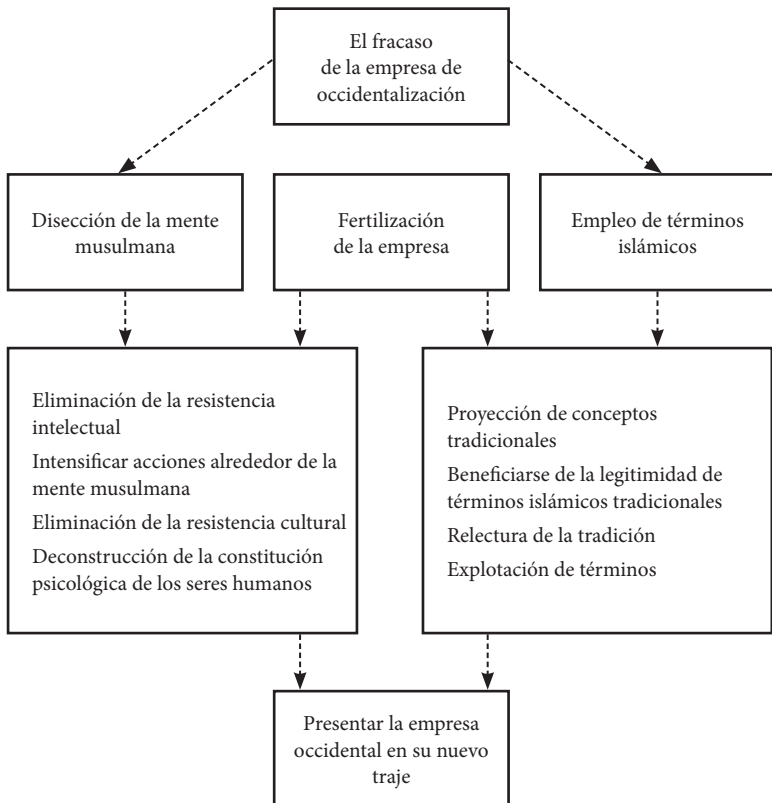 El fracaso
de la empresa de
occidentalización
Disección de la mente
musulmana
Fertilización
de la empresa
Empleo de términos
islámicos
Eliminación de la resistencia
intelectual
Intensificar acciones alrededor de la
mente musulmana
Eliminación de la resistencia cultural
Deconstrucción de la constitución
psicológica de los seres humanos
Proyección de conceptos
tradicionales
Beneficiarse de la legitimidad de
términos islámicos tradicionales
Relectura de la tradición
Explotación de términos
Presentar la empresa
occidental en su nuevo
traje